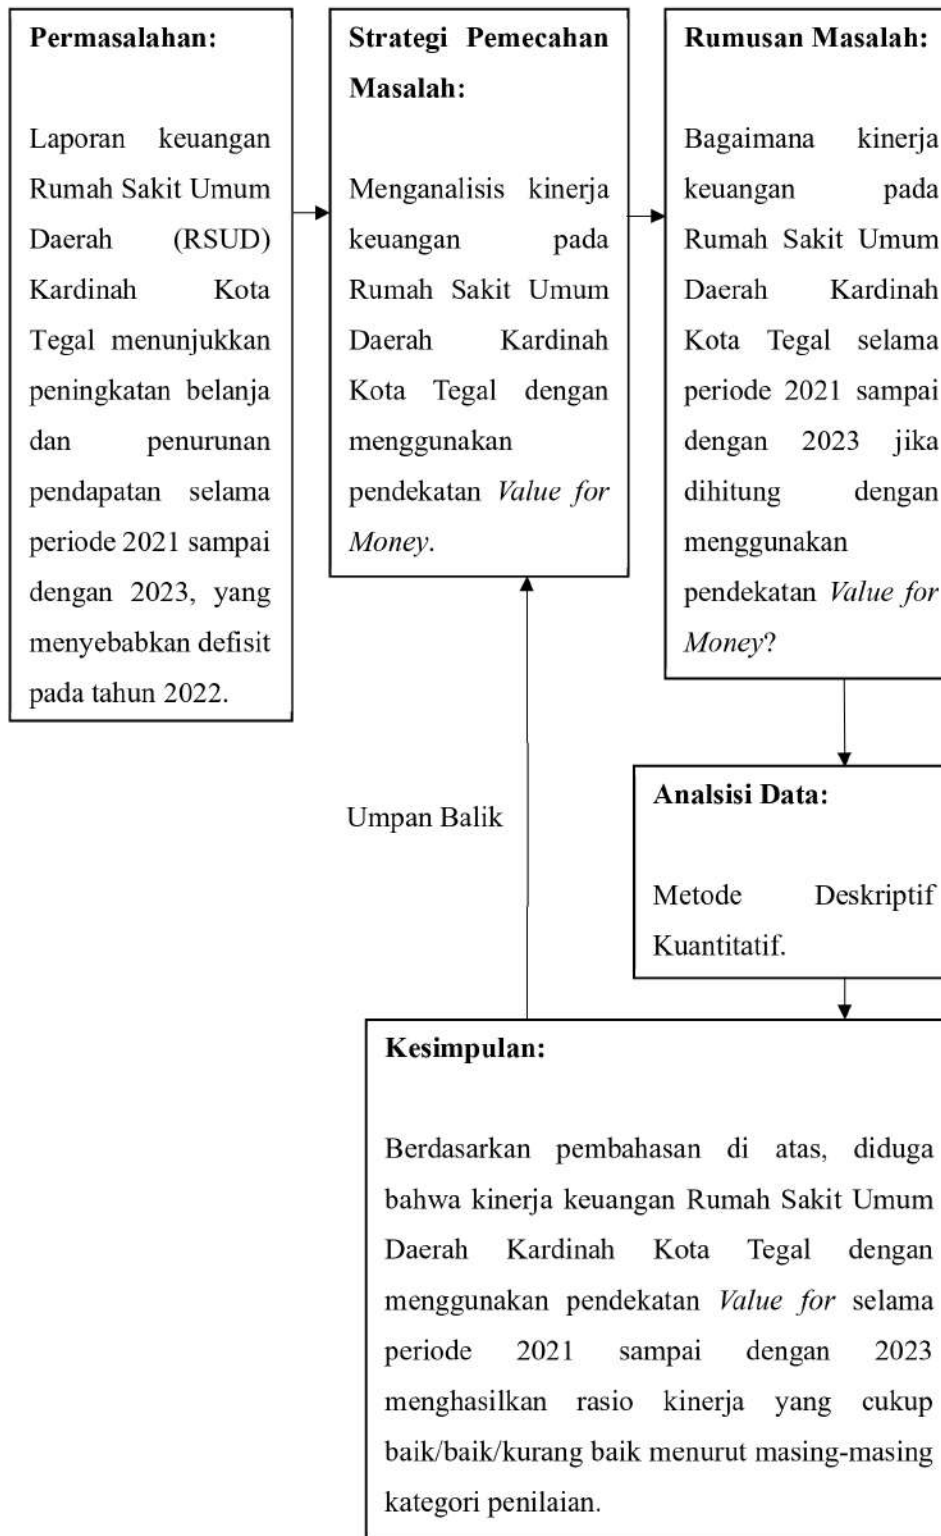 Permasalahan:
Laporan keuangan
Rumah Sakit Umum
Daerah (RSUD)
Kardinah Kota
Tegal menunjukkan
peningkatan belanja
dan penurunan
pendapatan selama
periode 2021 sampai
dengan 2023, yang
menyebabkan defisit
pada tahun 2022.
Strategi Pemecahan
Masalah:
Menganalisis kinerja
keuangan pada
Rumah Sakit Umum
Daerah Kardinah
Kota Tegal dengan
menggunakan
pendekatan Value for
Money.
Rumusan Masalah:
Bagaimana kinerja
keuangan pada
Rumah Sakit Umum
Daerah Kardinah
Kota Tegal selama
periode 2021 sampai
dengan 2023 jika
dihitung dengan
menggunakan
pendekatan Value for
Money?
Analsisi Data:
Metode Deskriptif
Kuantitatif.
Umpan Balik
Kesimpulan:
Berdasarkan pembahasan di atas, diduga
bahwa kinerja keuangan Rumah Sakit Umum
Daerah Kardinah Kota Tegal dengan
menggunakan pendekatan Value for selama
periode 2021 sampai dengan 2023
menghasilkan rasio kinerja yang cukup
baik/baik/kurang baik menurut masing-masing
kategori penilaian.